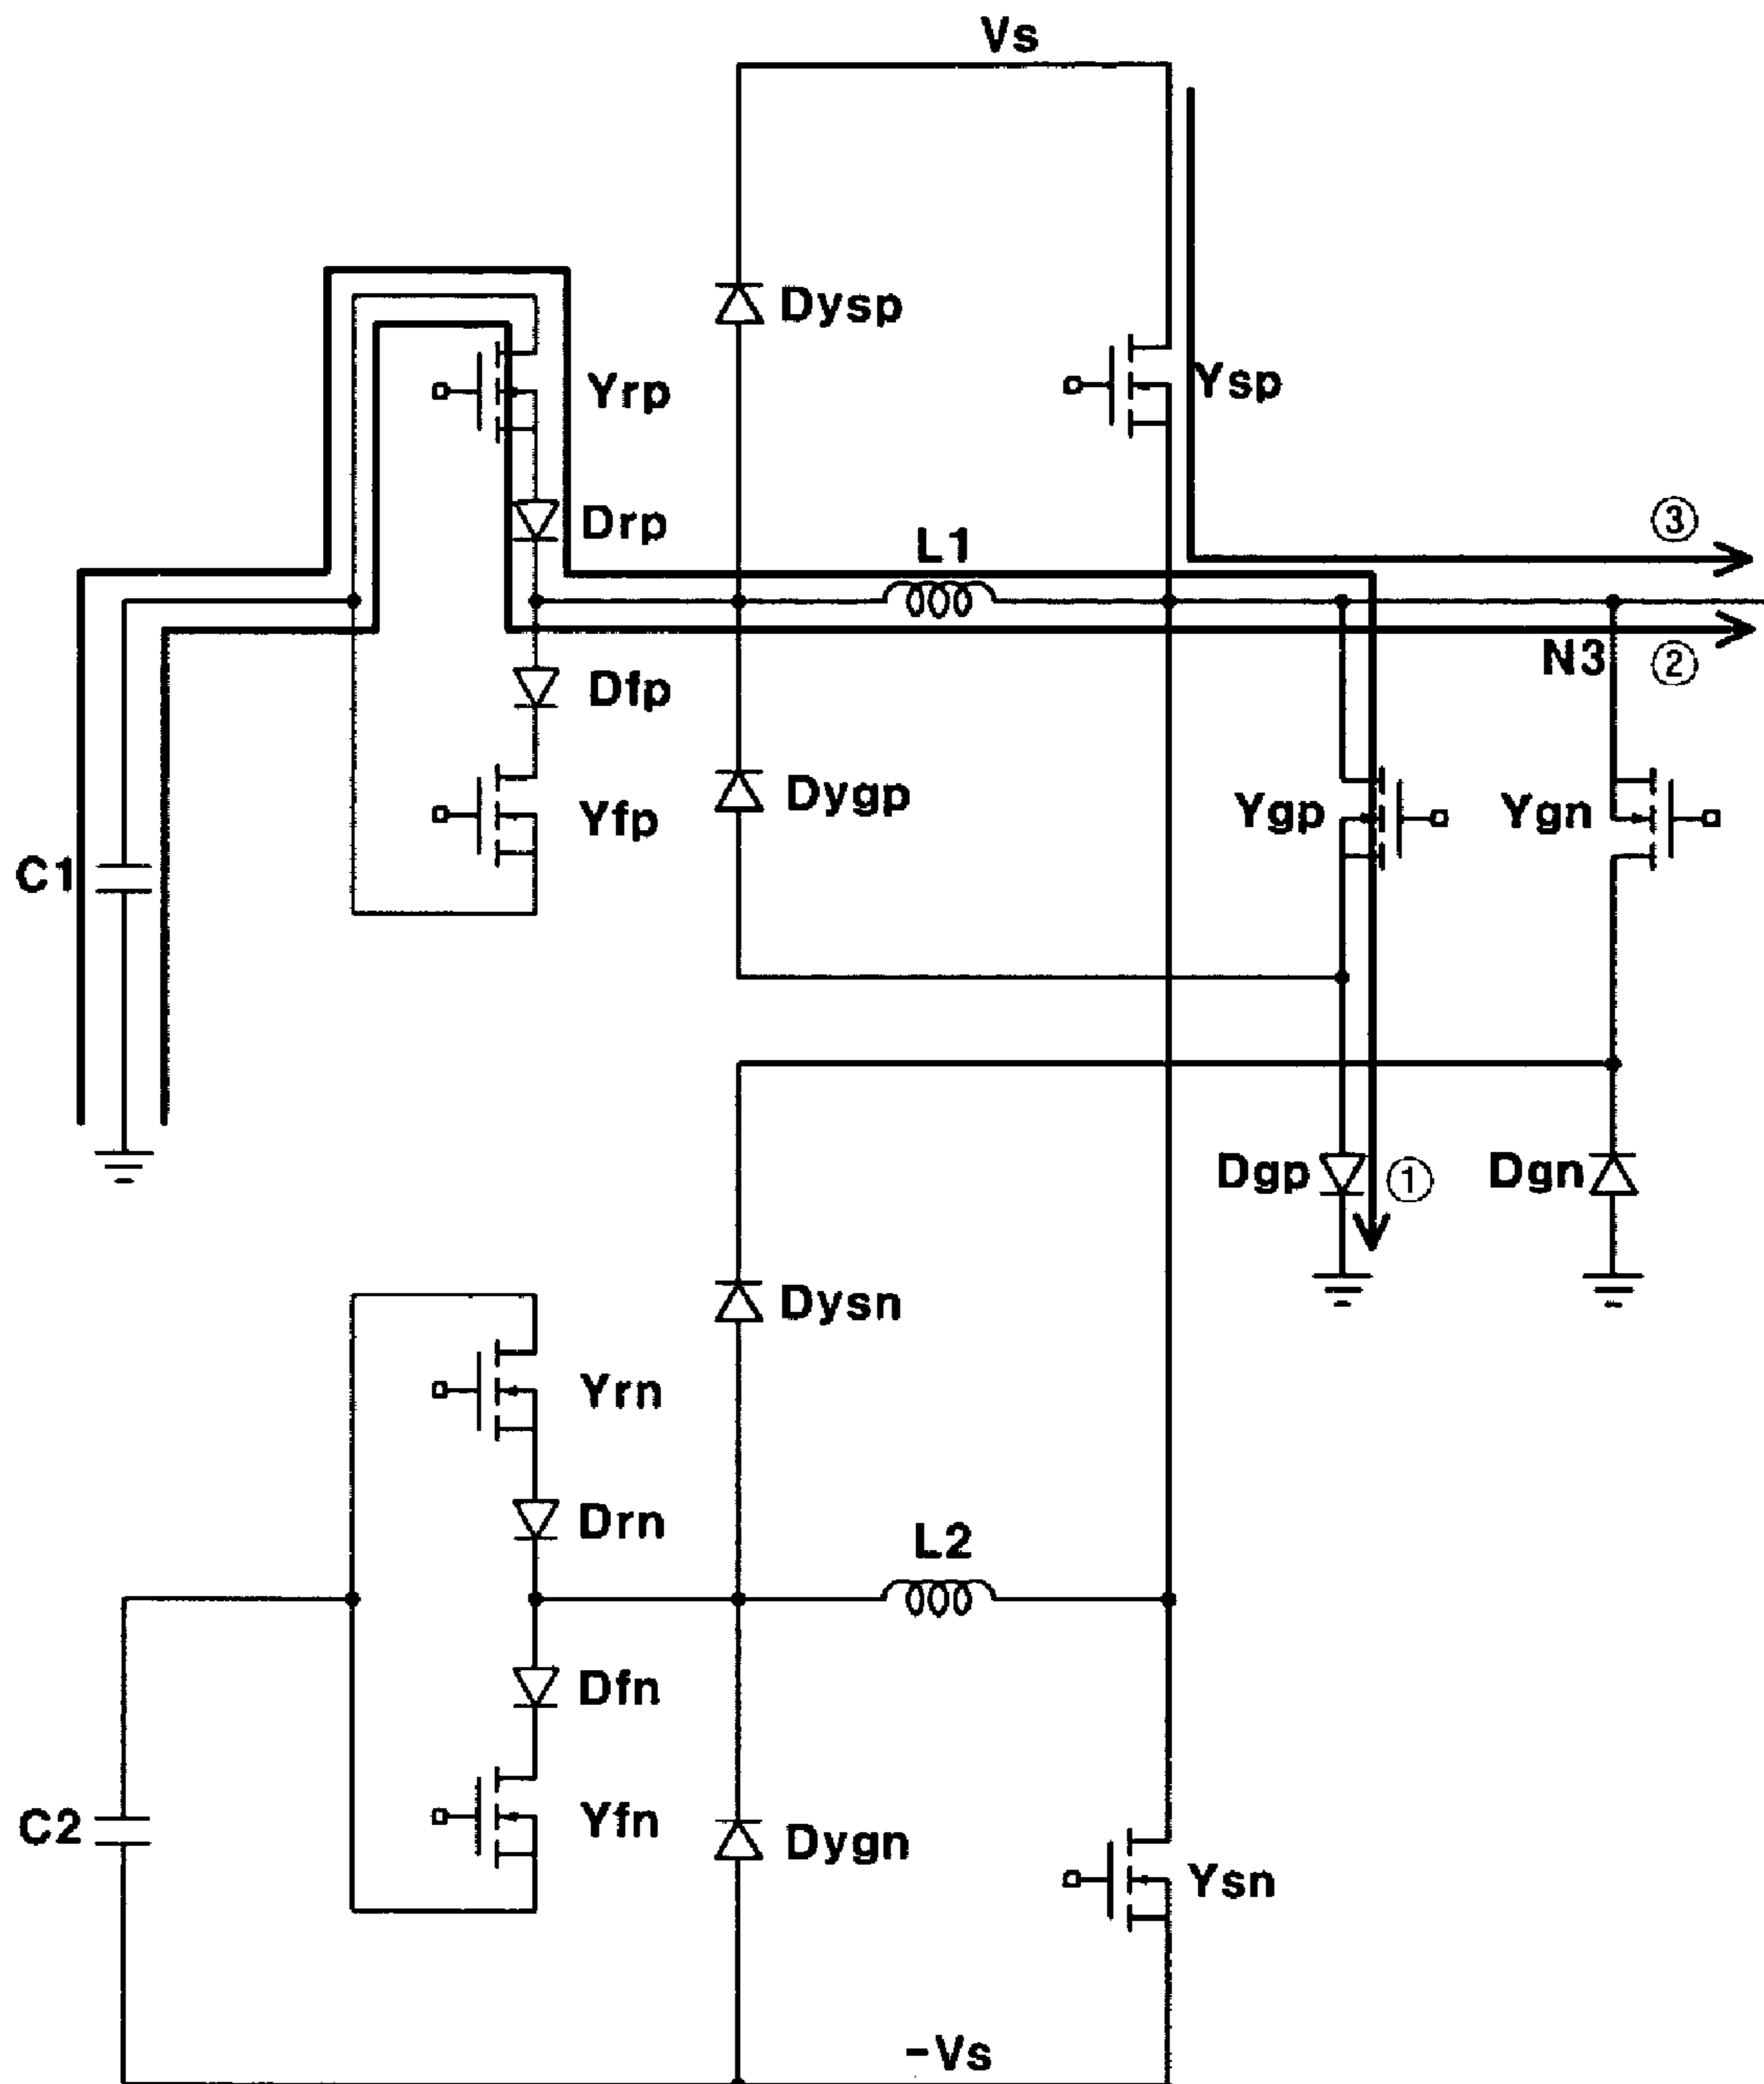 Vs
Dysp
Yrp
Ysp
Drp
L1
③
N3
②
Dfp
Dygp
Ygp
Ygn
Yfp
C1
Dgp
①
Dgn
Dysn
Yrn
Drn
L2
Dfn
C2
Yfn
Dygn
Ysn
-Vs